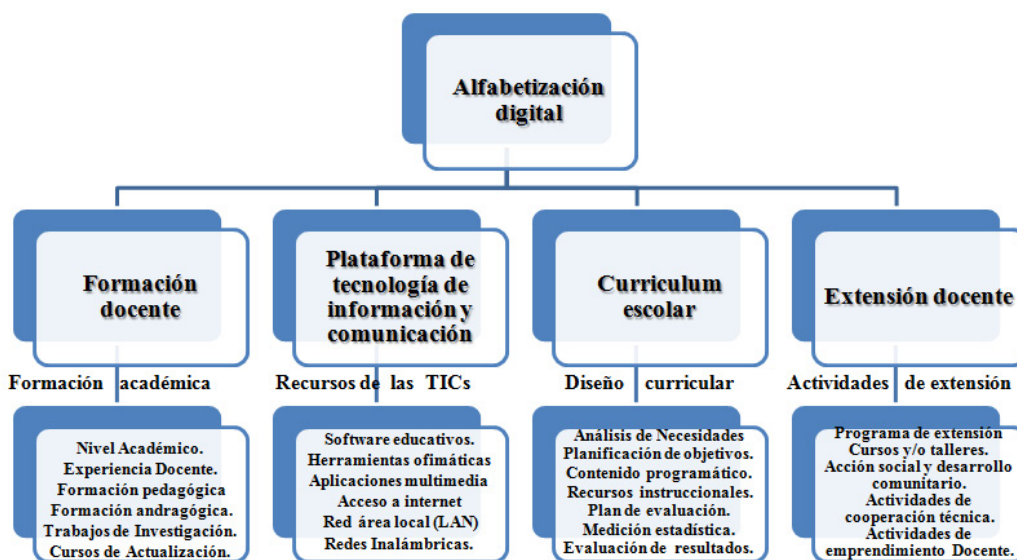 Alfabetización
digital
Formación
docente
Plataforma de
tecnología de
información y
comunicación
Curriculum
escolar
Extensión docente
Formación académica
Recursos de las TICs
Diseño curricular
Actividades de extensión
Nivel Académico.
Experiencia Docente.
Formación pedagógica
Formación andragógica.
Trabajos de Investigación.
Cursos de Actualización.
Software educativos.
Herramientas ofimáticas
Aplicaciones multimedia
Acceso a internet
Red área local (LAN)
Redes Inalámbricas.
Análisis de Necesidades
Planificación de objetivos.
Contenido programático.
Recursos instruccionales.
Plan de evaluación.
Medición estadística.
Evaluación de resultados.
Programa de extensión
Cursos y/o talleres.
Acción social y desarrollo
comunitario.
Actividades de
cooperación técnica.
Actividades de
emprendimiento Docente.